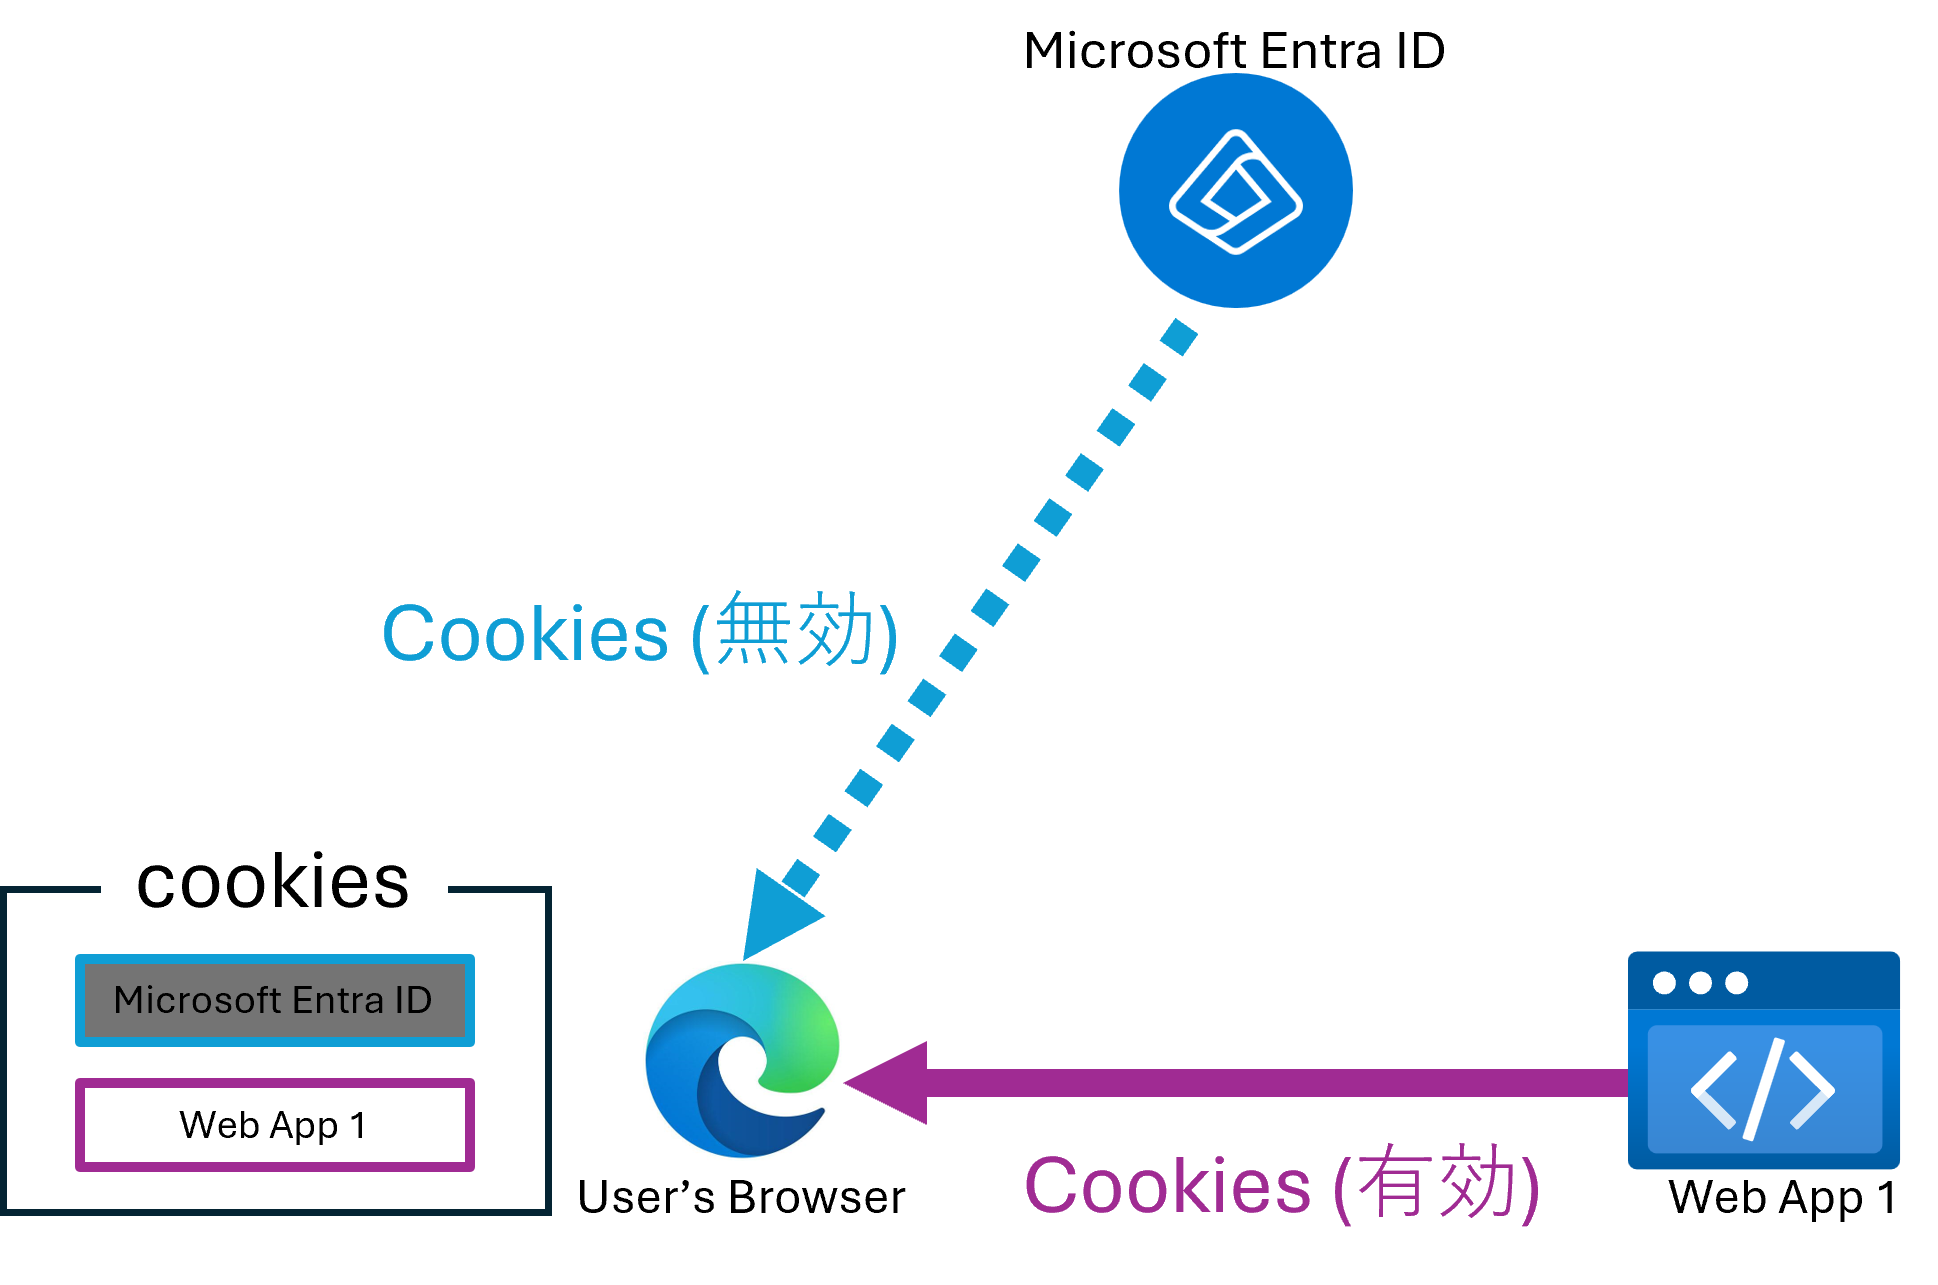 Microsoft Entra ID
Cookies (無効)
cookies
Microsoft Entra ID
Web App 1
User’s Browser
Cookies (有効)
Web App 1